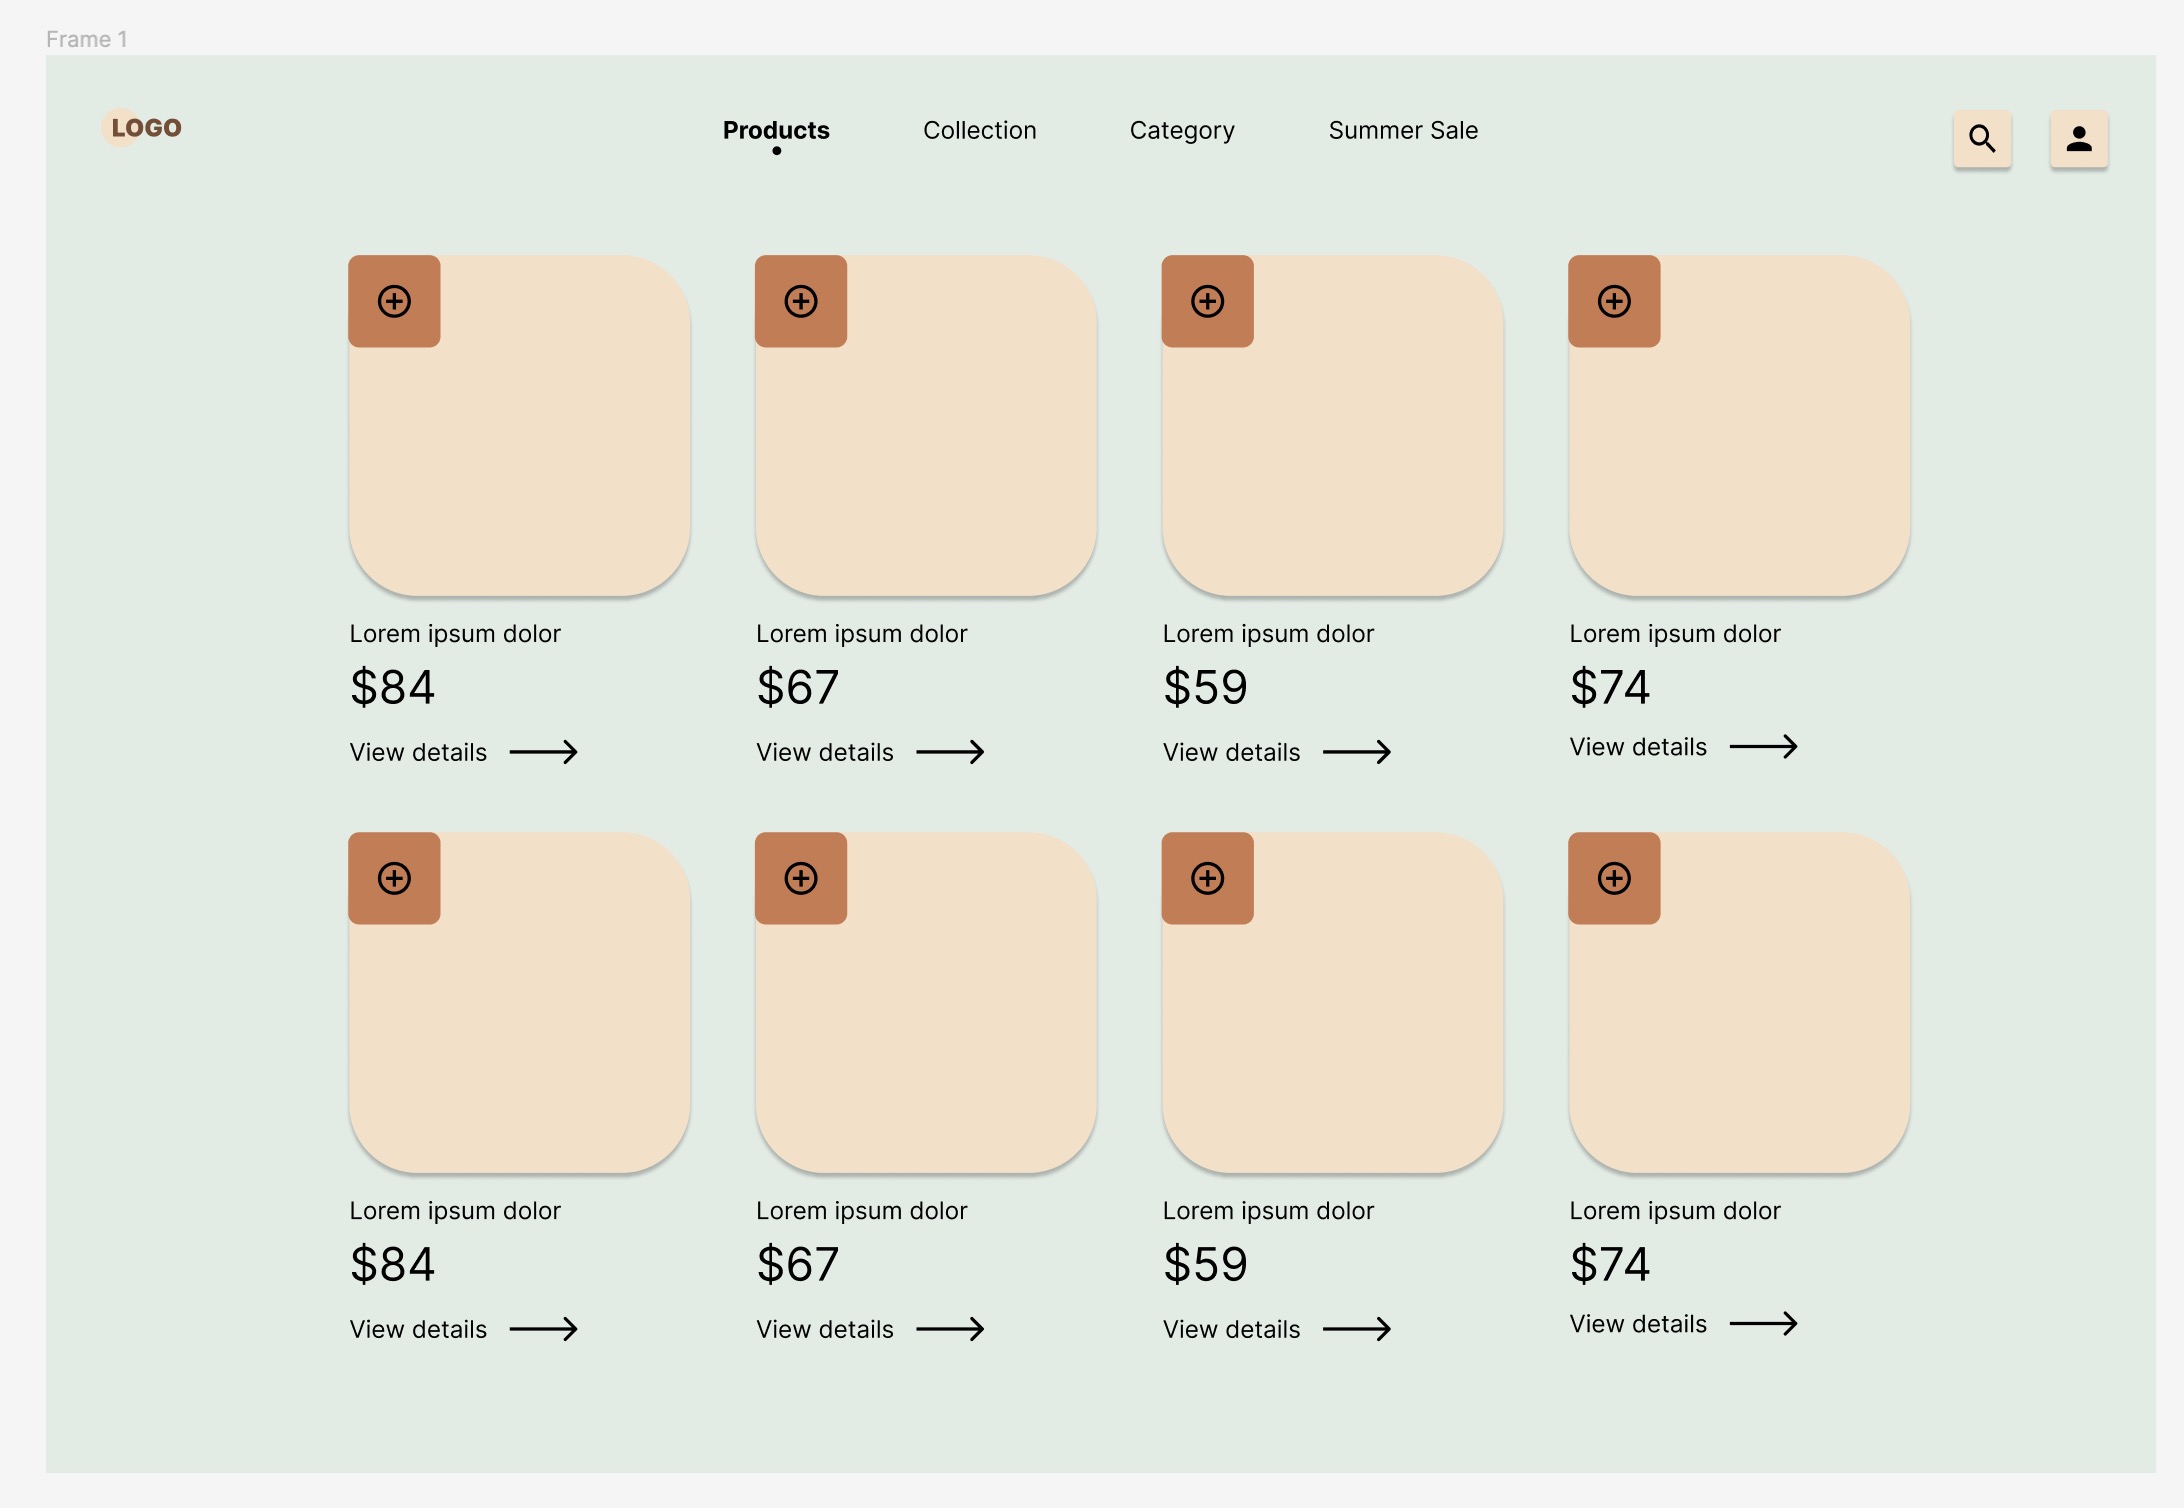 Frame 1
LOGO
Products Collection Category Summer Sale
Lorem ipsum dolor Lorem ipsum dolor Lorem ipsum dolor Lorem ipsum dolor
$84 $67 $59 $74
View details View details View details View details
Lorem ipsum dolor Lorem ipsum dolor Lorem ipsum dolor Lorem ipsum dolor
$84 $67 $59 $74
View details View details View details View details